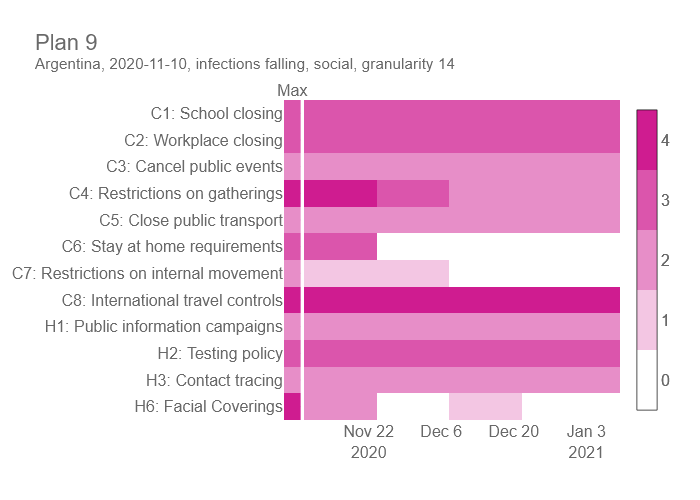 Plan 9
Argentina, 2020-11-10, infections falling, social, granularity 14
Max
C1: School closing
C2: Workplace closing
C3: Cancel public events
C4: Restrictions on gatherings
C5: Close public transport
C6: Stay at home requirements
C7: Restrictions on internal movement
C8: International travel controls
H1: Public information campaigns
H2: Testing policy
H3: Contact tracing
H6: Facial Coverings
Nov 22 Dec 6 Dec 20 Jan 3
2020 2021
4
3
2
1
0